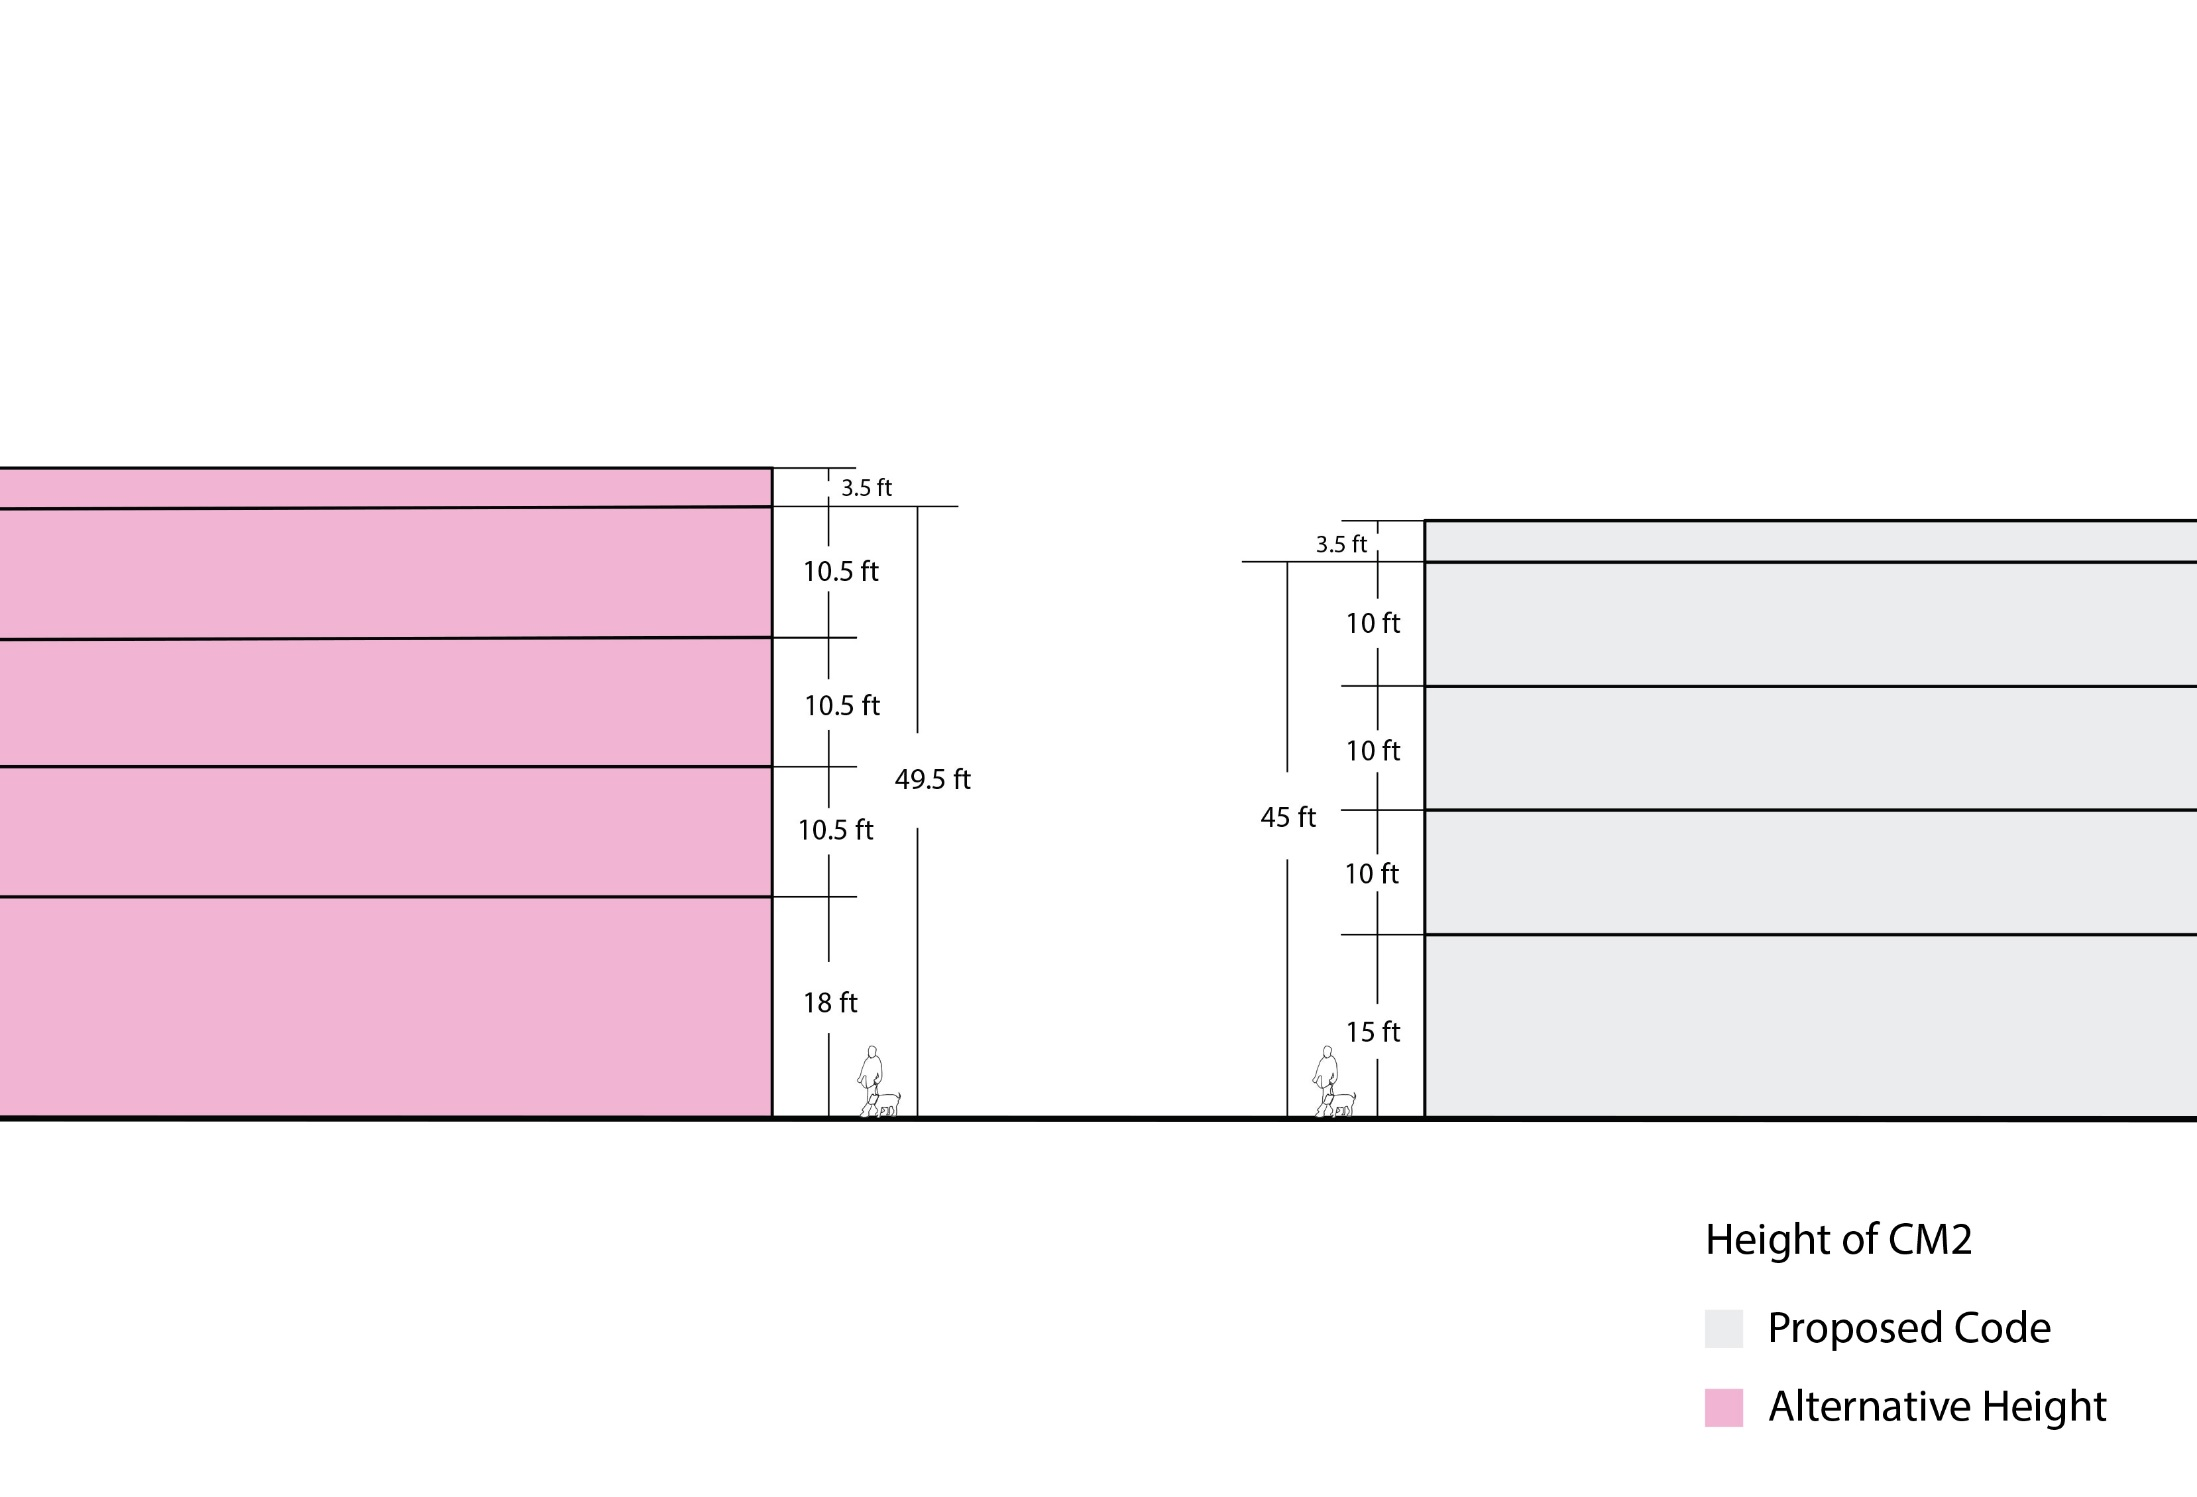 3.5 ft
10.5 ft
10.5 ft
49.5 ft
10.5 ft
18 ft
3.5 ft
10 ft
10 ft
45 ft
10 ft
15 ft
Height of CM2
Proposed Code
Alternative Height